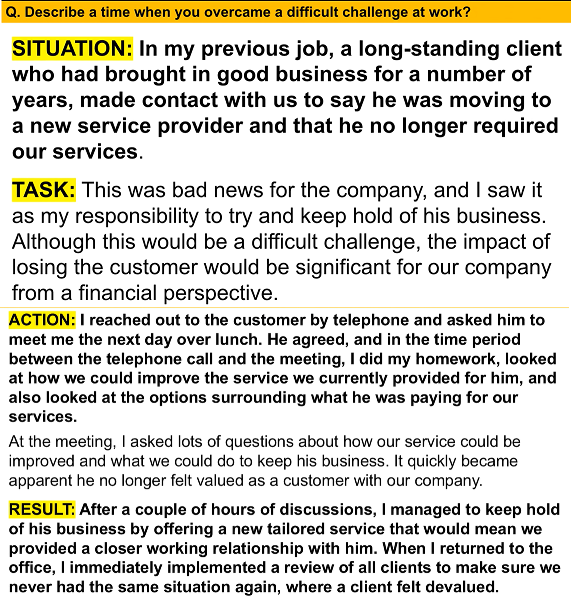 Q. Describe a time when you overcame a difficult challenge at work?
SITUATION: In my previous job, a long-standing client
who had brought in good business for a number of
years, made contact with us to say he was moving to
a new service provider and that he no longer required
our services.
TASK: This was bad news for the company, and I saw it
as my responsibility to try and keep hold of his business.
Although this would be a difficult challenge, the impact of
losing the customer would be significant for our company
from a financial perspective.
ACTION: I reached out to the customer by telephone and asked him to
meet me the next day over lunch. He agreed, and in the time period
between the telephone call and the meeting, I did my homework, looked
at how we could improve the service we currently provided for him, and
also looked at the options surrounding what he was paying for our
services.
At the meeting, I asked lots of questions about how our service could be
improved and what we could do to keep his business. It quickly became
apparent he no longer felt valued as a customer with our company.
RESULT: After a couple of hours of discussions, I managed to keep hold
of his business by offering a new tailored service that would mean we
provided a closer working relationship with him. When I returned to the
office, I immediately implemented a review of all clients to make sure we
never had the same situation again, where a client felt devalued.